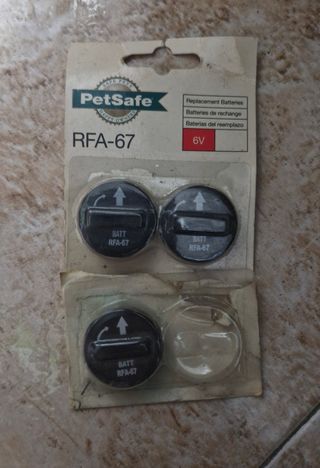 PetSafe
Replacement Batteries
Batteries de rechange
Baterias del reemplazo
RFA-67
6V
BATT
RFA-67
BATT
RFA-67
BATT
RFA-67